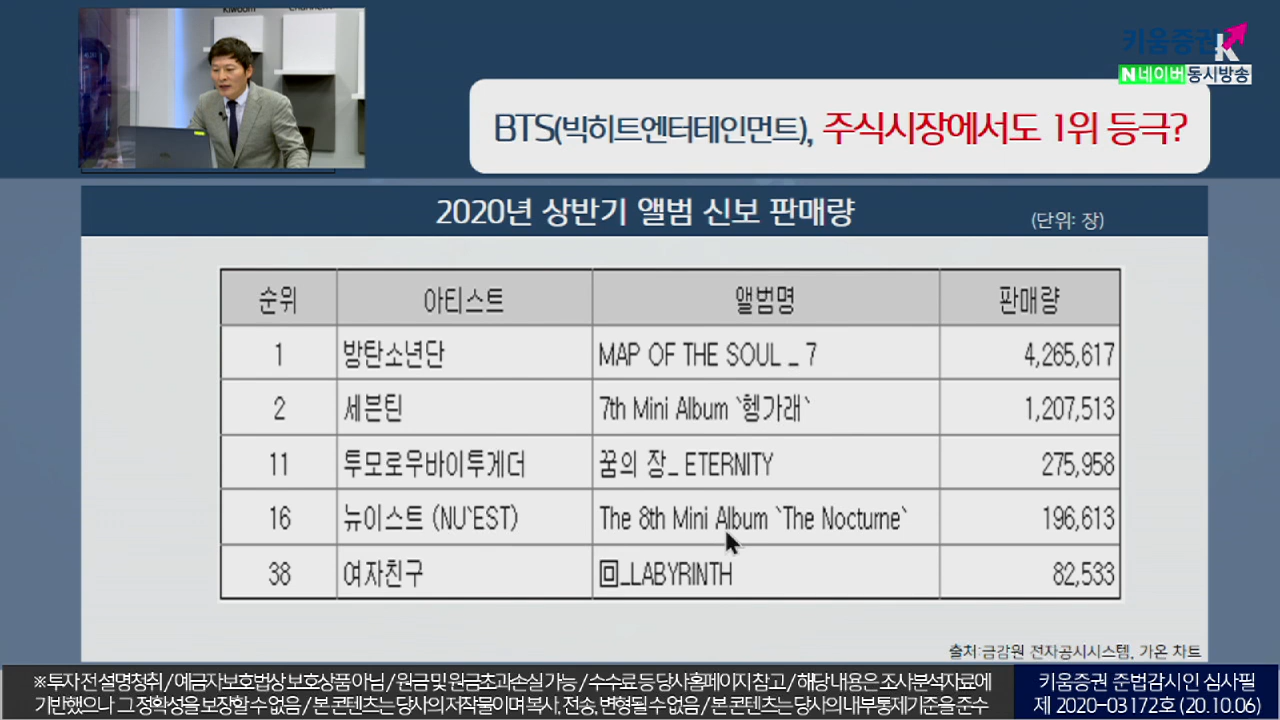 Kiwoom
키움증권
N 네이버 동시방송
BTS(빅히트엔터테인먼트), 주식시장에서도 1위 등극?
2020년 상반기 앨범 신보 판매량
(단위: 장)
순위 아티스트 앨범명 판매량
1 방탄소년단 MAP OF THE SOUL _ 7 4,265,617
2 세븐틴 7th Mini Album `헹가래` 1,207,513
11 투모로우바이투게더 꿈의 장_ ETERNITY 275,958
16 뉴이스트 (NU`EST) The 8th Mini Album `The Nocturne` 196,613
38 여자친구 回_LABYRINTH 82,533
출처:금감원 전자공시시스템, 가온 차트
※ 투자 전 설명청취 / 예금자보호법상 보호상품 아님 / 원금 및 원금초과손실 가능 / 수수료 등 당사홈페이지 참고 / 해당 내용은 조사분석자료에
기반했으나 그 정확성을 보장할 수 없음 / 본 콘텐츠는 당사의 저작물이며 복사, 전송, 변형될 수 없음 / 본 콘텐츠는 당사의 내부통제기준을 준수
키움증권 준법감시인 심사필
제 2020-03172호 (20.10.06)